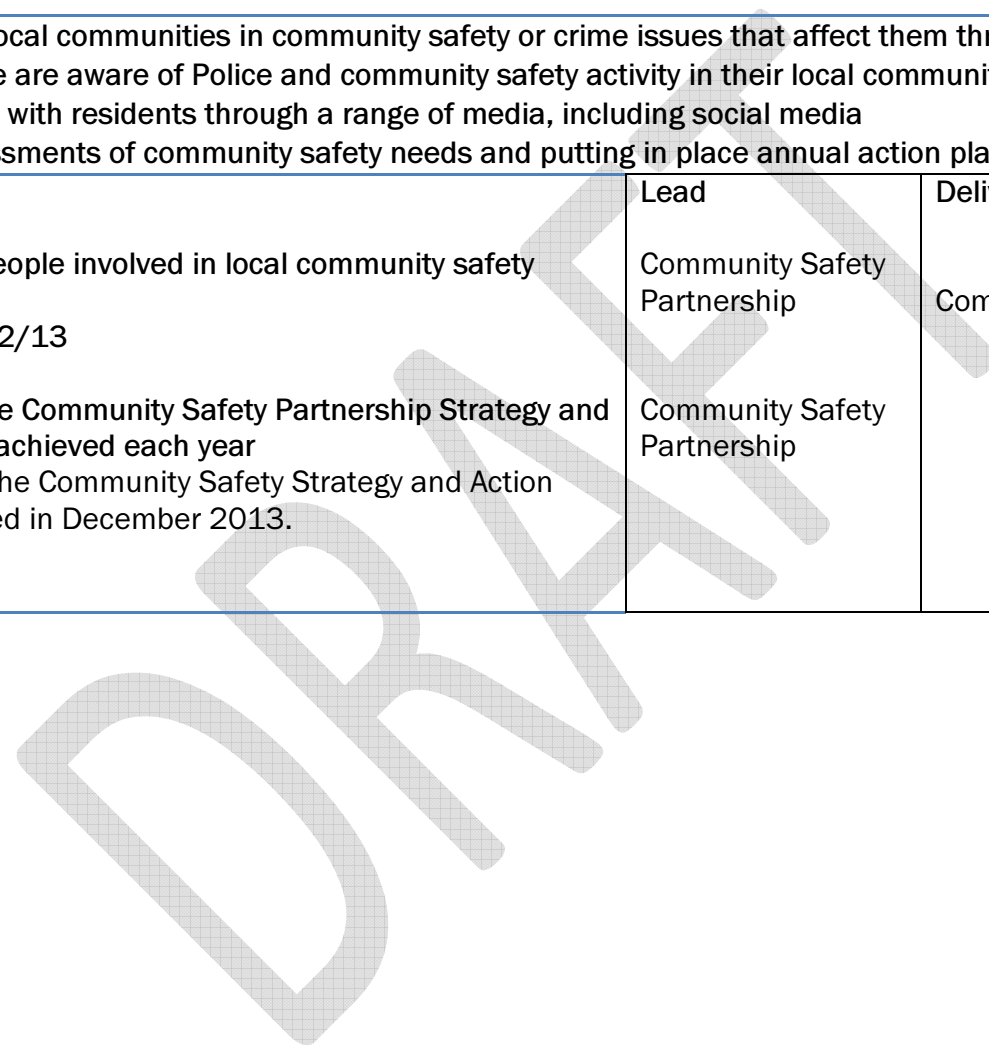 ocal communities in community safety or crime issues that affect them thr
e are aware of Police and community safety activity in their local communit
with residents through a range of media, including social media
ssments of community safety needs and putting in place annual action pla
Lead
Deli
eople involved in local community safety
2/13
e Community Safety Partnership Strategy and
achieved each year
he Community Safety Strategy and Action
ed in December 2013.
Community Safety
Partnership
Community Safety
Partnership
Com
DRAFT